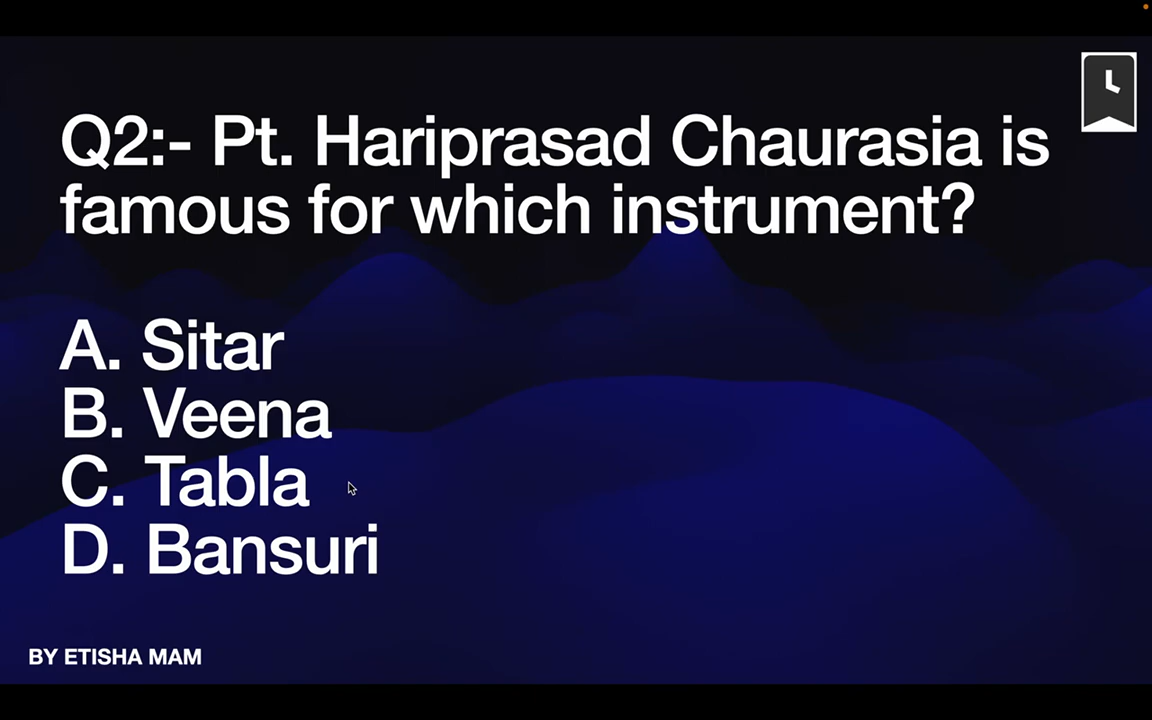 Q2:- Pt. Hariprasad Chaurasia is
famous for which instrument?
A. Sitar
B. Veena
C. Tabla
D. Bansuri
BY ETISHA MAM